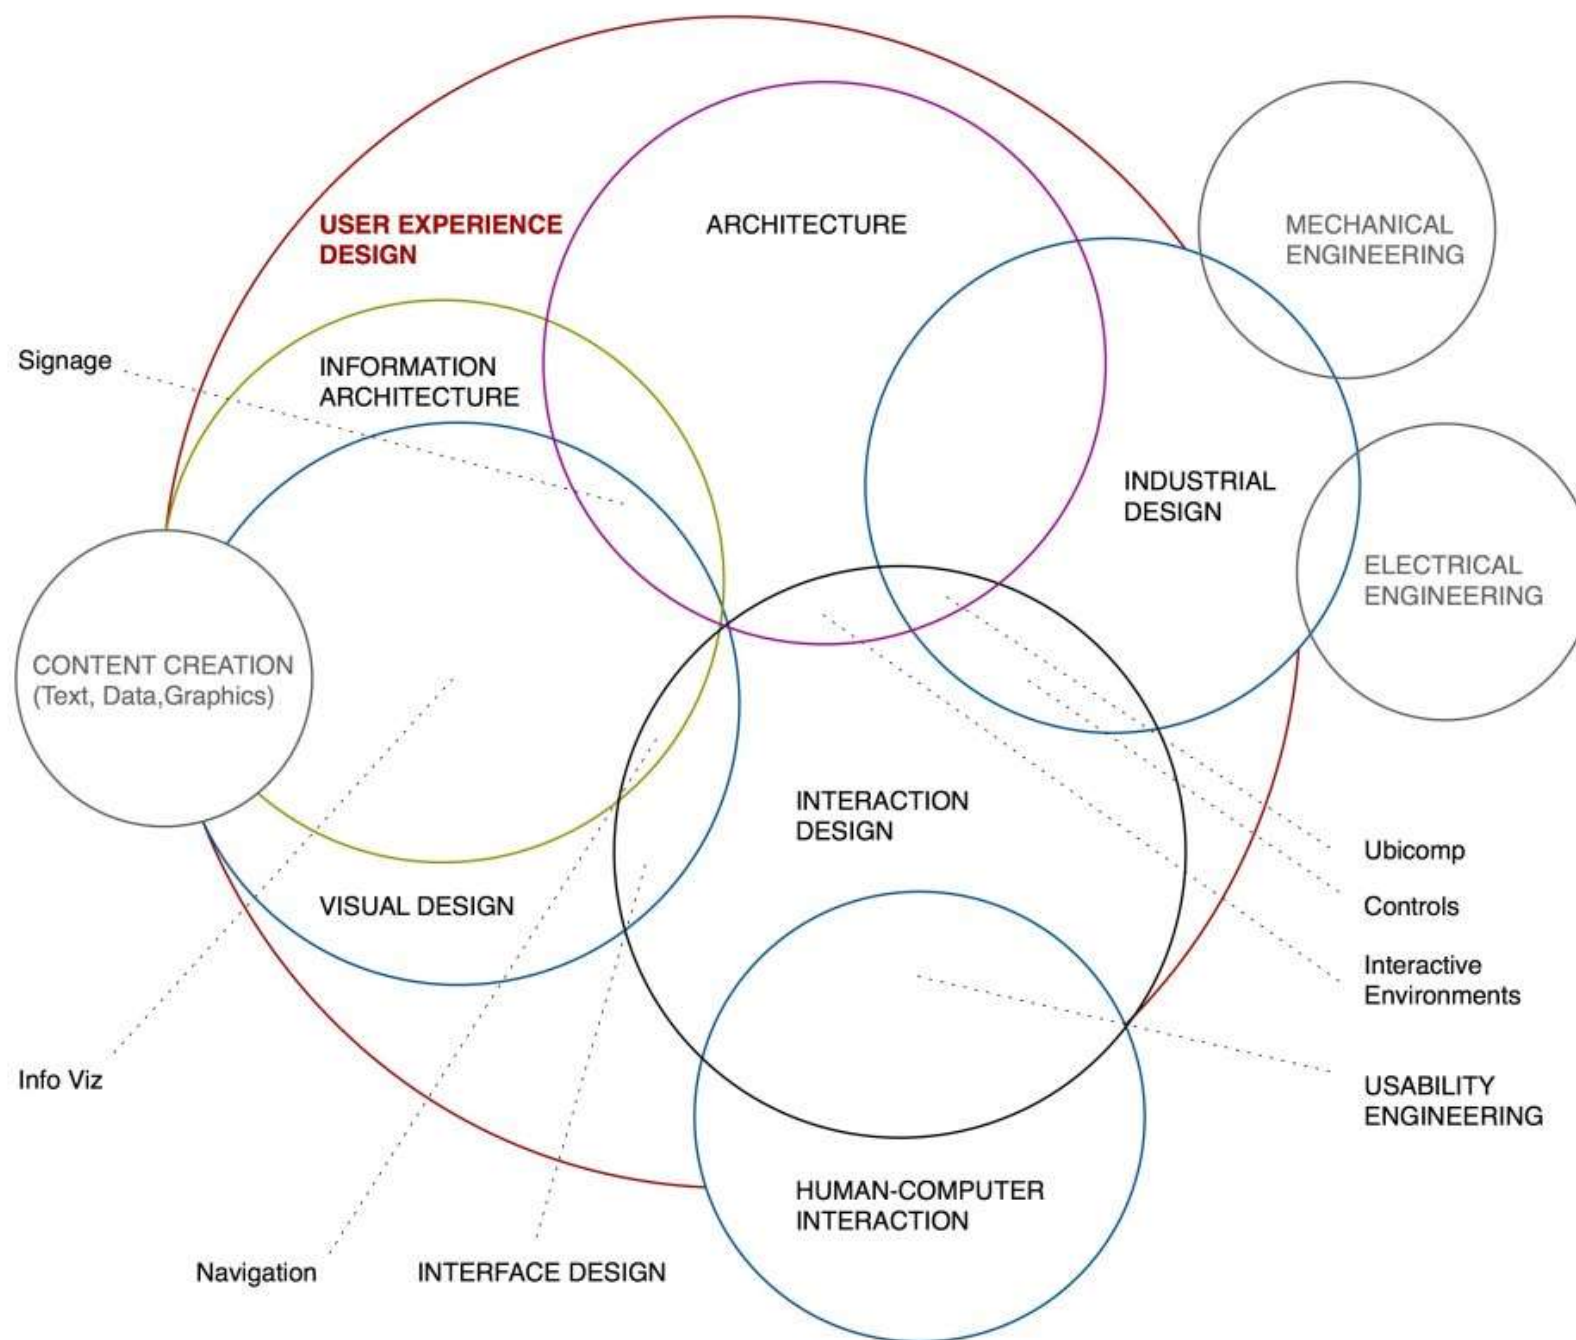 USER EXPERIENCE
DESIGN
ARCHITECTURE
MECHANICAL
ENGINEERING
Signage
INFORMATION
ARCHITECTURE
INDUSTRIAL
DESIGN
ELECTRICAL
ENGINEERING
CONTENT CREATION
(Text, Data,Graphics)
INTERACTION
DESIGN
VISUAL DESIGN
Ubicomp
Controls
Interactive
Environments
Info Viz
USABILITY
ENGINEERING
HUMAN-COMPUTER
INTERACTION
Navigation
INTERFACE DESIGN